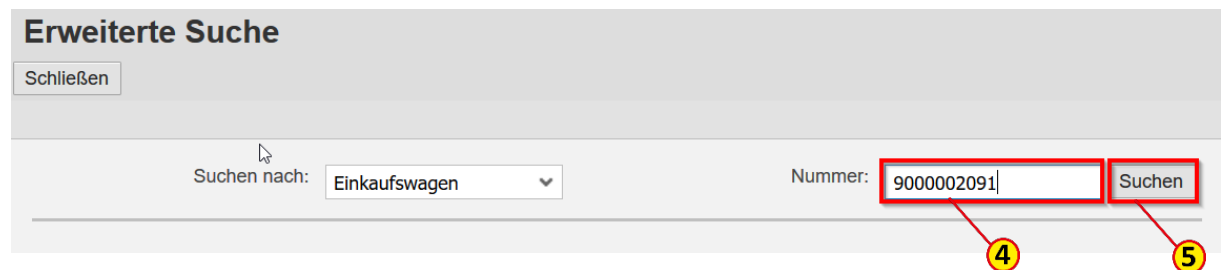 Erweiterte Suche
Schließen
Suchen nach: Einkaufswagen Nummer: 9000002091 Suchen
4 5